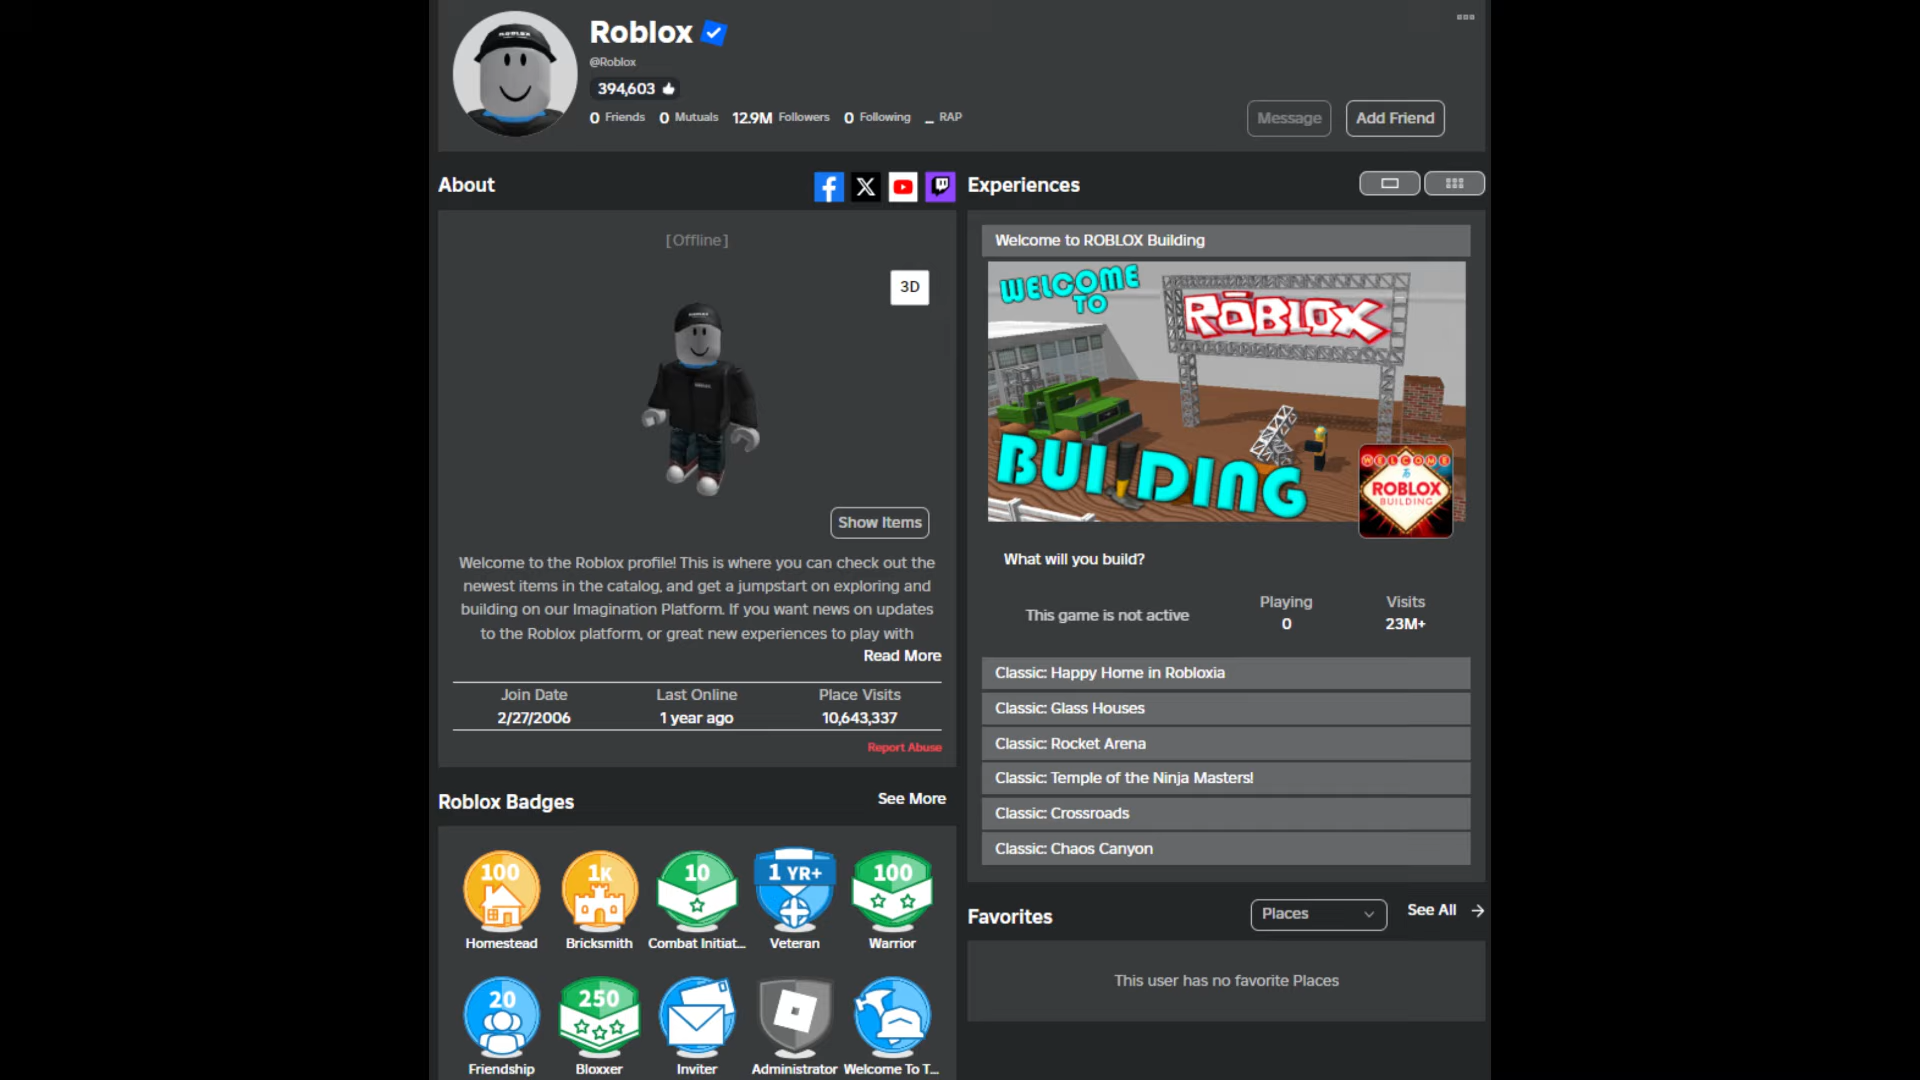 Roblox
@Roblox
394,603
0 Friends 0 Mutuals 12.9M Followers 0 Following _ RAP
Message Add Friend
About
[Offline]
3D
Show Items
Welcome to the Roblox profile! This is where you can check out the
newest items in the catalog, and get a jumpstart on exploring and
building on our Imagination Platform. If you want news on updates
to the Roblox platform, or great new experiences to play with
Read More
Join Date Last Online Place Visits
2/27/2006 1 year ago 10,643,337
Report Abuse
Roblox Badges See More
100 1K 10 1 YR+ 100
Homestead Bricksmith Combat Initiat... Veteran Warrior
20 250
Friendship Bloxxer Inviter Administrator Welcome To T...
Experiences
Welcome to ROBLOX Building
WELCOME
TO
ROBLOX
BUILDING
WELCOME
To
ROBLOX
BUILDING
What will you build?
This game is not active
Playing Visits
0 23M+
Classic: Happy Home in Robloxia
Classic: Glass Houses
Classic: Rocket Arena
Classic: Temple of the Ninja Masters!
Classic: Crossroads
Classic: Chaos Canyon
Favorites Places See All
This user has no favorite Places